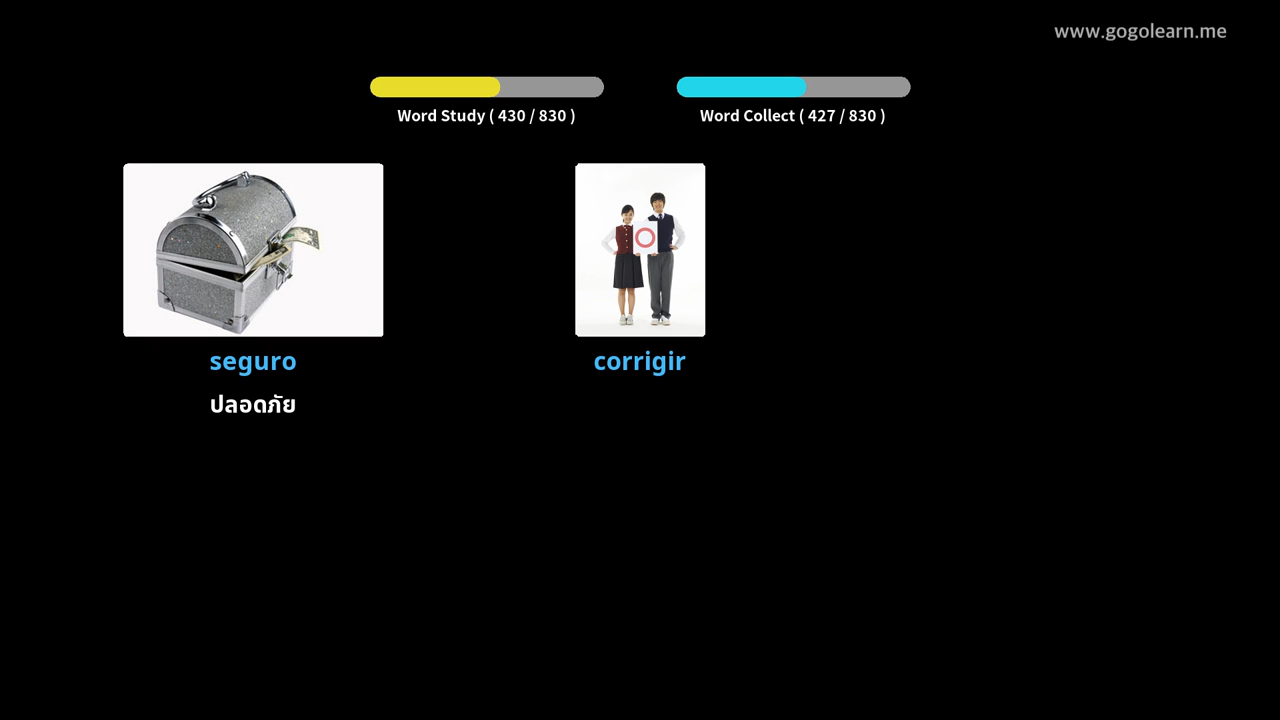 www.gogolearn.me
Word Study ( 430 / 830 )
Word Collect ( 427 / 830 )
seguro
corrigir
ปลอดภัย